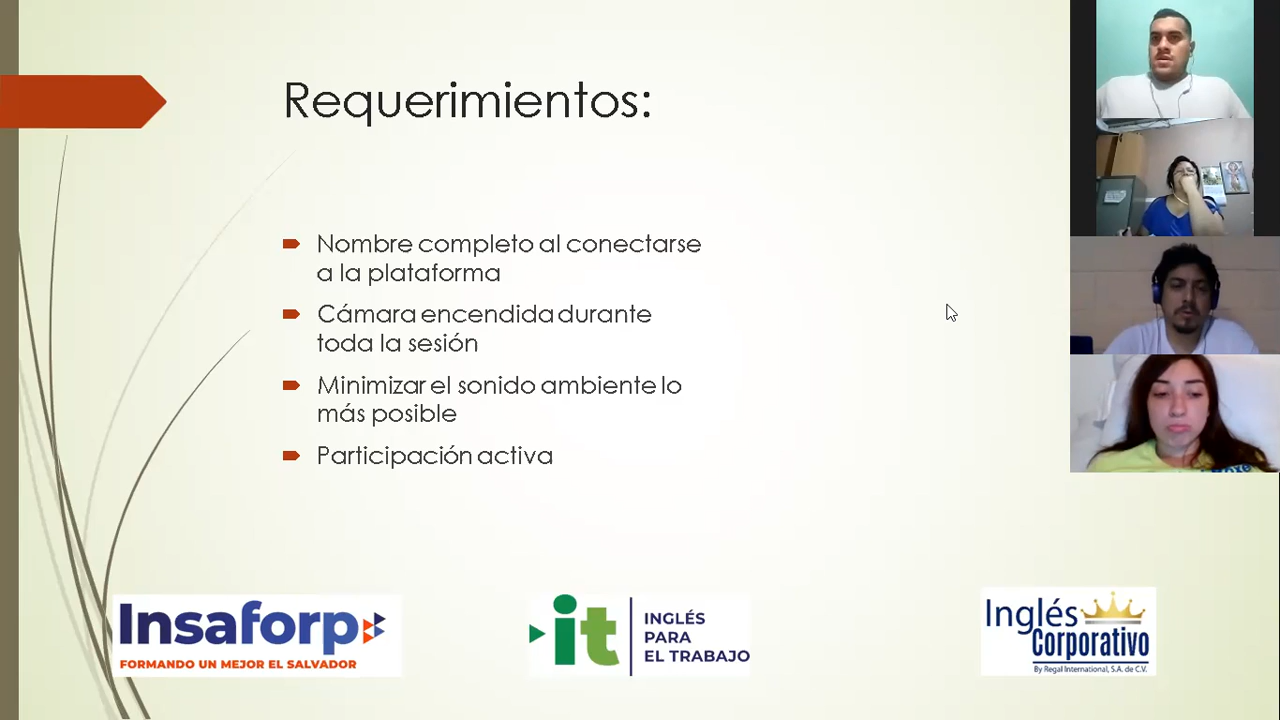 Requerimientos:
Nombre completo al conectarse
a la plataforma
Cámara encendida durante
toda la sesión
Minimizar el sonido ambiente lo
más posible
Participación activa
Insaforp
FORMANDO UN MEJOR EL SALVADOR
it
INGLÉS
PARA
EL TRABAJO
Inglés
Corporativo
By Regal International, S.A. de C.V.